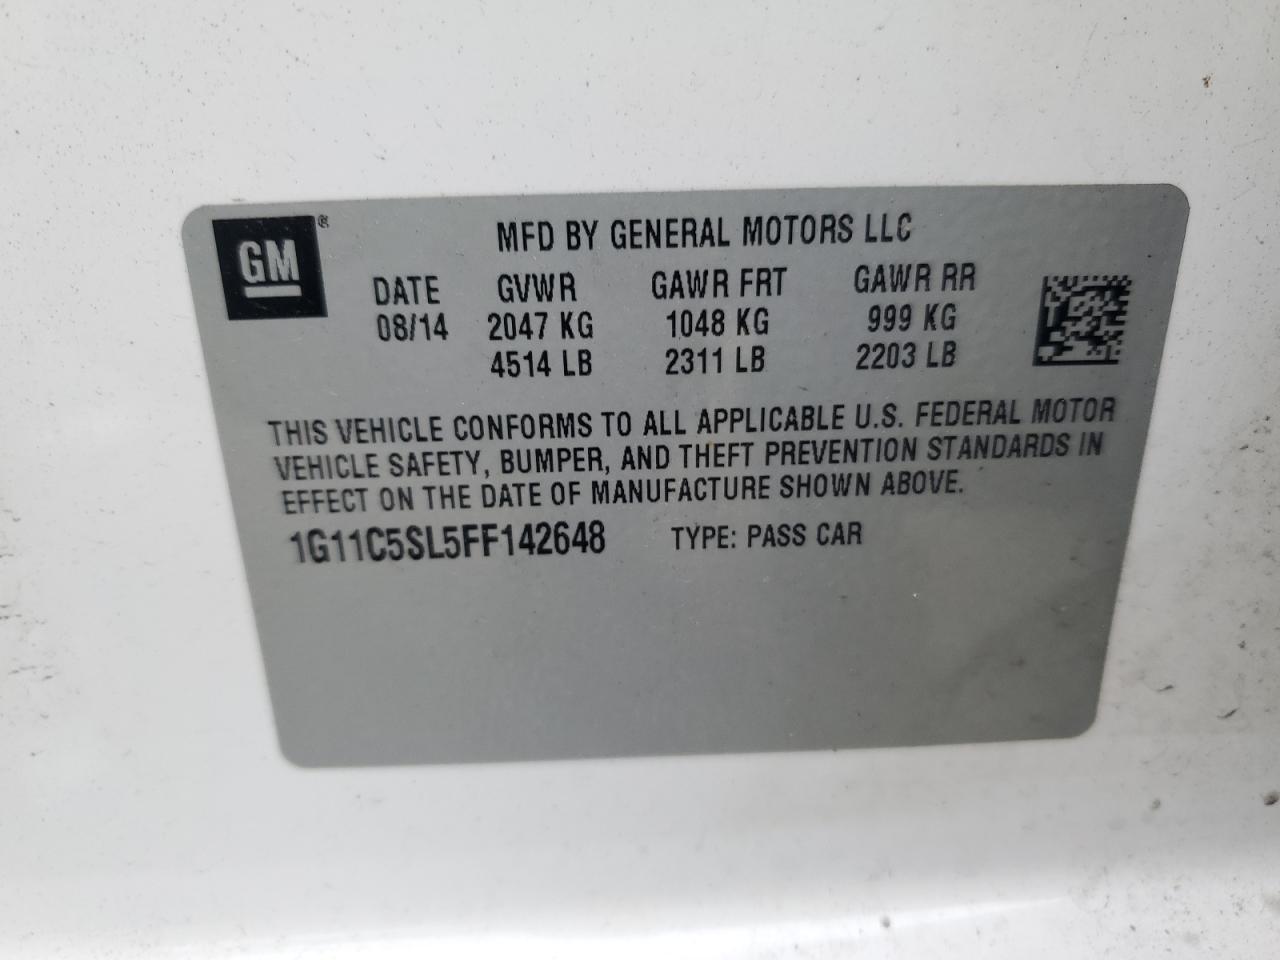 GM®
MFD BY GENERAL MOTORS LLC
DATE GVWR GAWR FRT GAWR RR
08/14 2047 KG 1048 KG 999 KG
4514 LB 2311 LB 2203 LB
THIS VEHICLE CONFORMS TO ALL APPLICABLE U.S. FEDERAL MOTOR
VEHICLE SAFETY, BUMPER, AND THEFT PREVENTION STANDARDS IN
EFFECT ON THE DATE OF MANUFACTURE SHOWN ABOVE.
1G11C5SL5FF142648 TYPE: PASS CAR